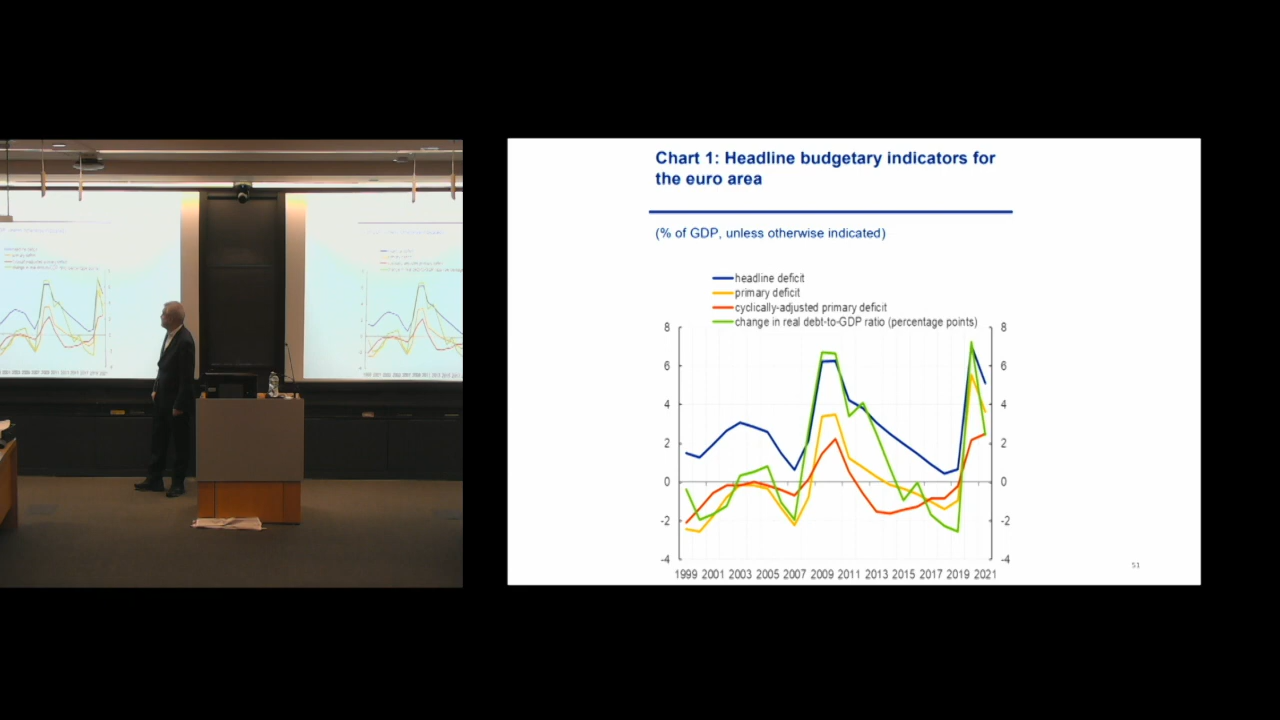 Chart 1: Headline budgetary indicators for
the euro area
(% of GDP, unless otherwise indicated)
headline deficit
primary deficit
cyclically-adjusted primary deficit
change in real debt-to-GDP ratio (percentage points)
8 8
6 6
4 4
2 2
0 0
-2 -2
-4 -4
1999 2001 2003 2005 2007 2009 2011 2013 2015 2017 2019 2021
51